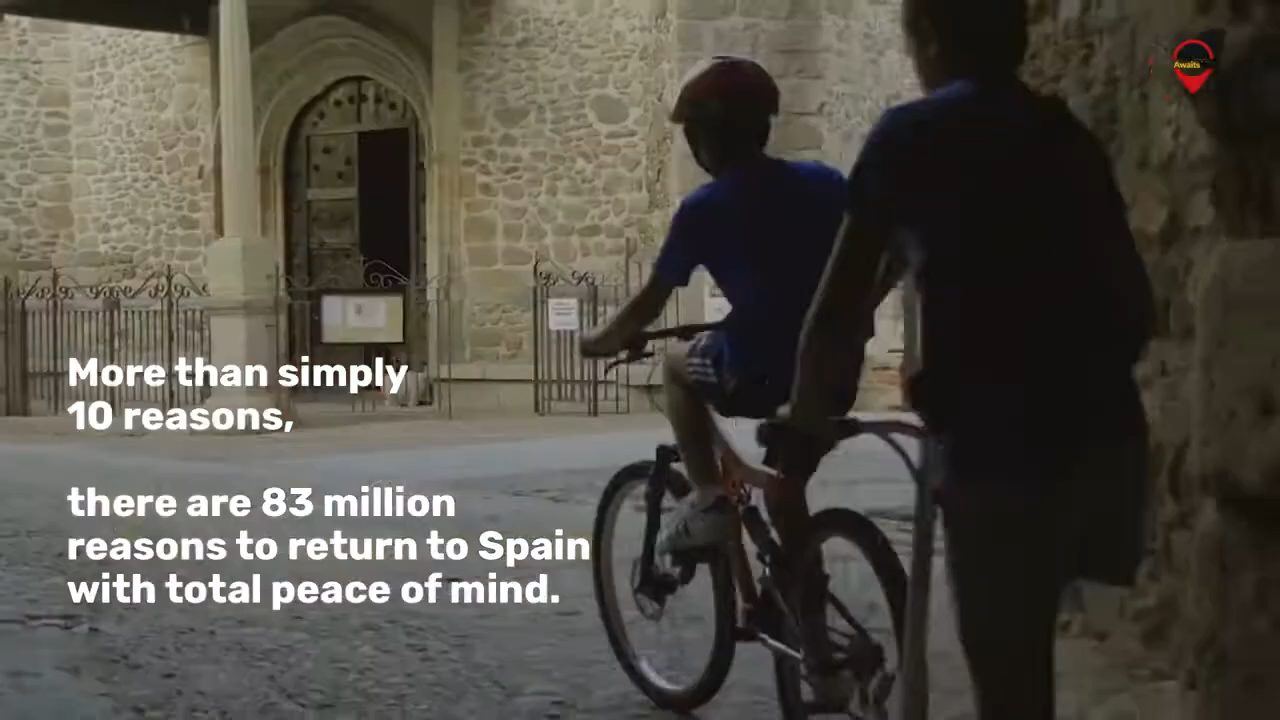 Awaits
More than simply
10 reasons,
there are 83 million
reasons to return to Spain
with total peace of mind.